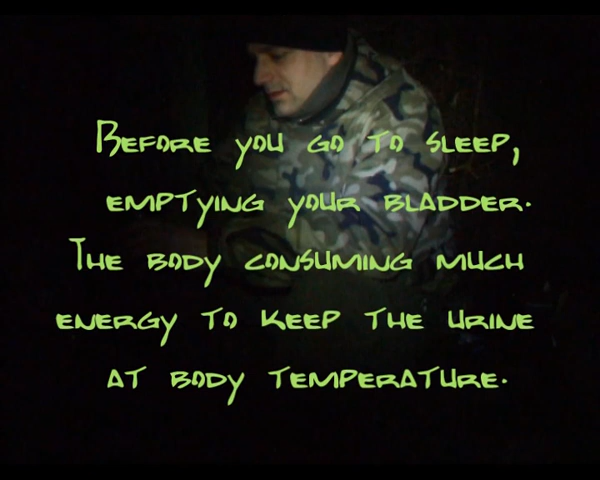 Before you go to sleep,
emptying your bladder.
The body consuming much
energy to keep the urine
at body temperature.